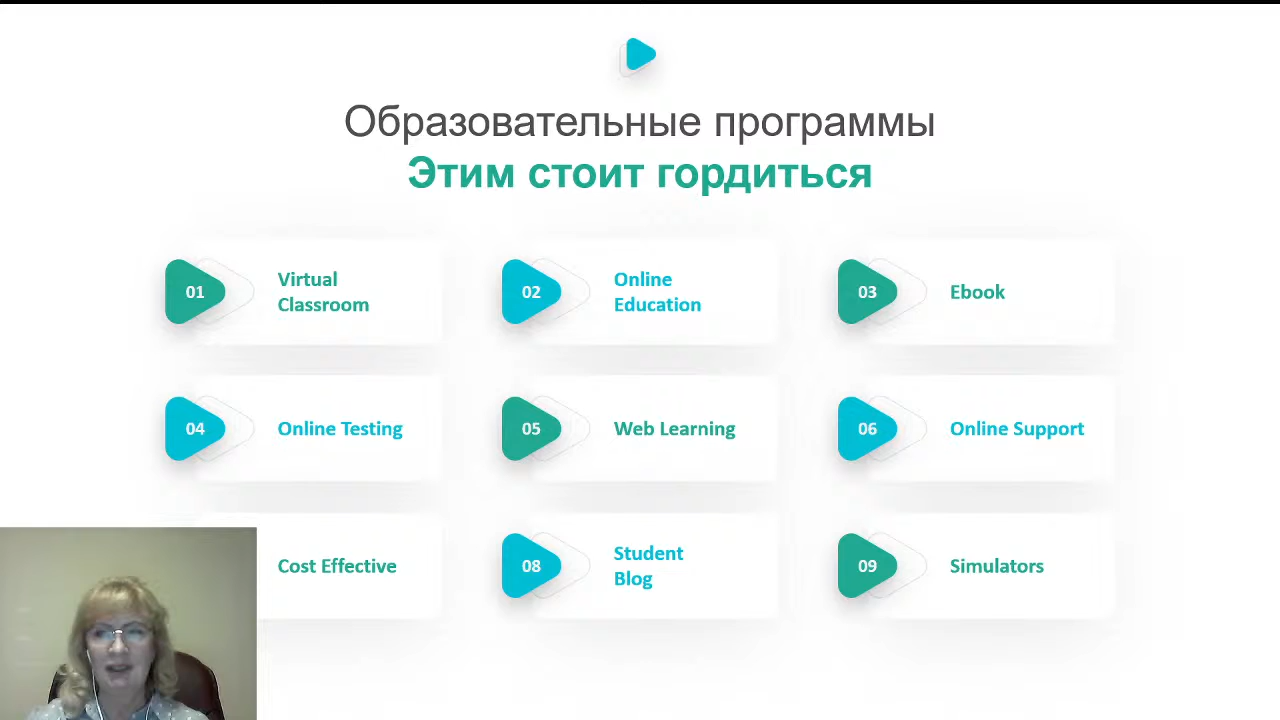 Образовательные программы
Этим стоит гордиться
01
Virtual
Classroom
02
Online
Education
03
Ebook
04
Online Testing
05
Web Learning
06
Online Support
Cost Effective
08
Student
Blog
09
Simulators